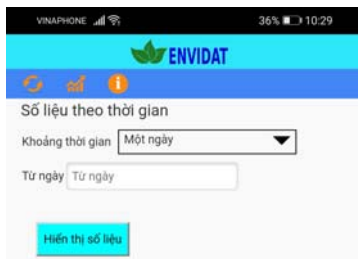 VINAPHONE 36% 10:29
ENVIDAT
Số liệu theo thời gian
Khoảng thời gian Một ngày
Từ ngày Từ ngày
Hiển thị số liệu